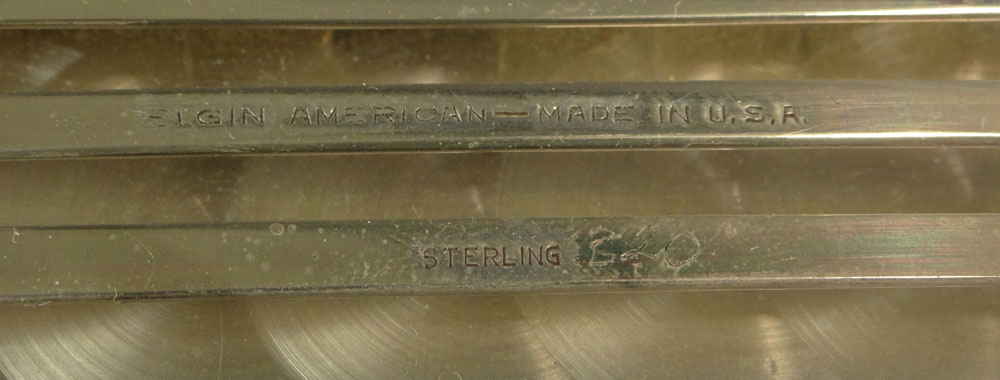 ELGIN AMERICAN — MADE IN U.S.A.
STERLING